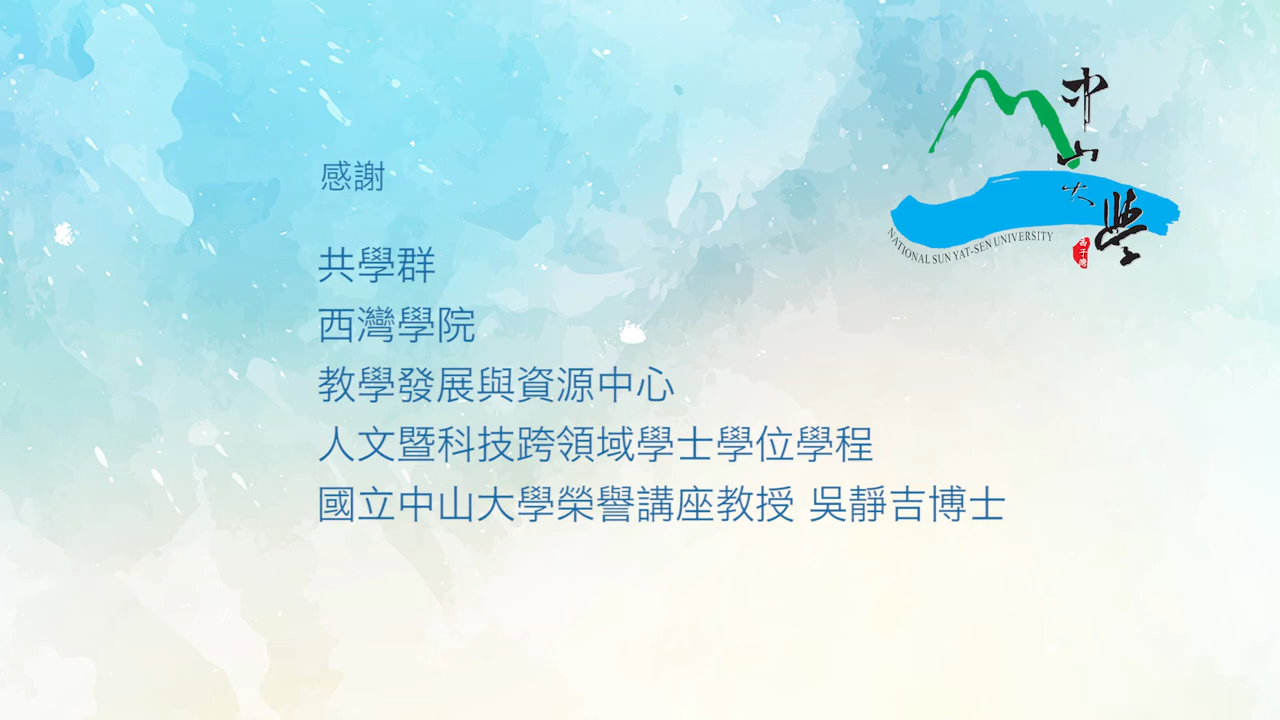 感謝
共學群
西灣學院
教學發展與資源中心
人文暨科技跨領域學士學位學程
國立中山大學榮譽講座教授 吳靜吉博士
中山大學
NATIONAL SUN YAT-SEN UNIVERSITY
西子灣